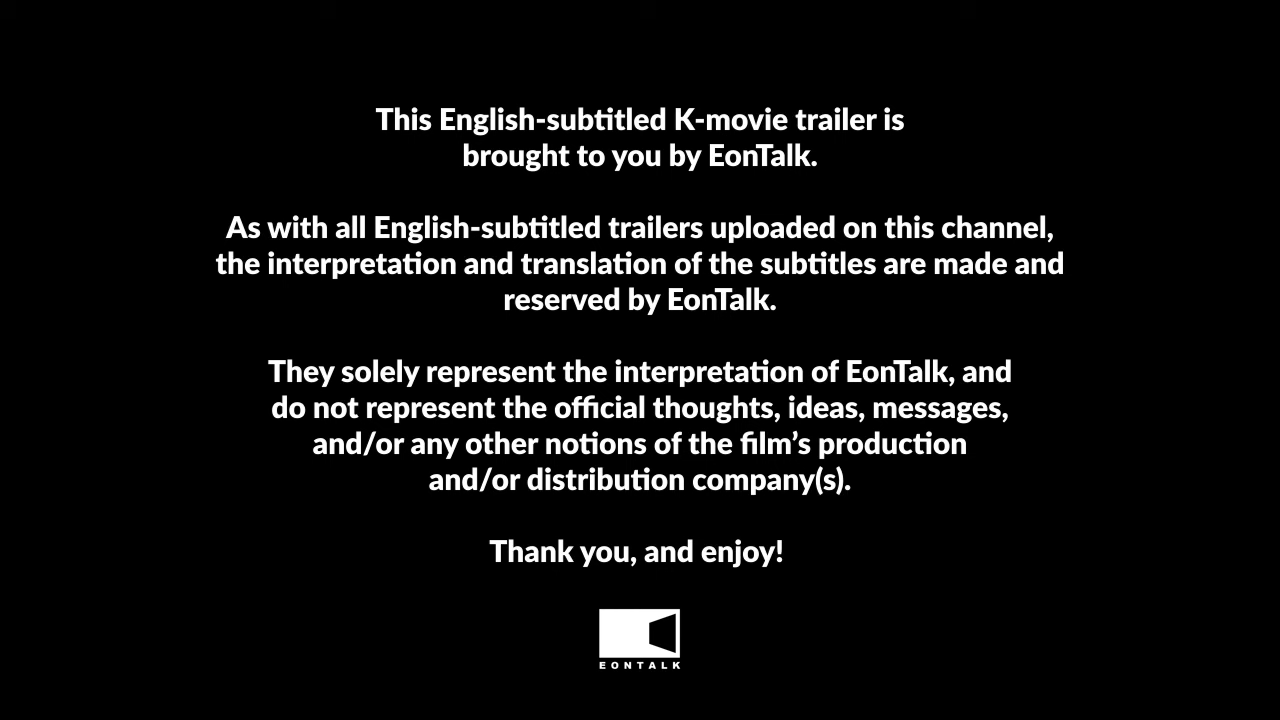 This English-subtitled K-movie trailer is
brought to you by EonTalk.
As with all English-subtitled trailers uploaded on this channel,
the interpretation and translation of the subtitles are made and
reserved by EonTalk.
They solely represent the interpretation of EonTalk, and
do not represent the official thoughts, ideas, messages,
and/or any other notions of the film’s production
and/or distribution company(s).
Thank you, and enjoy!
EONTALK